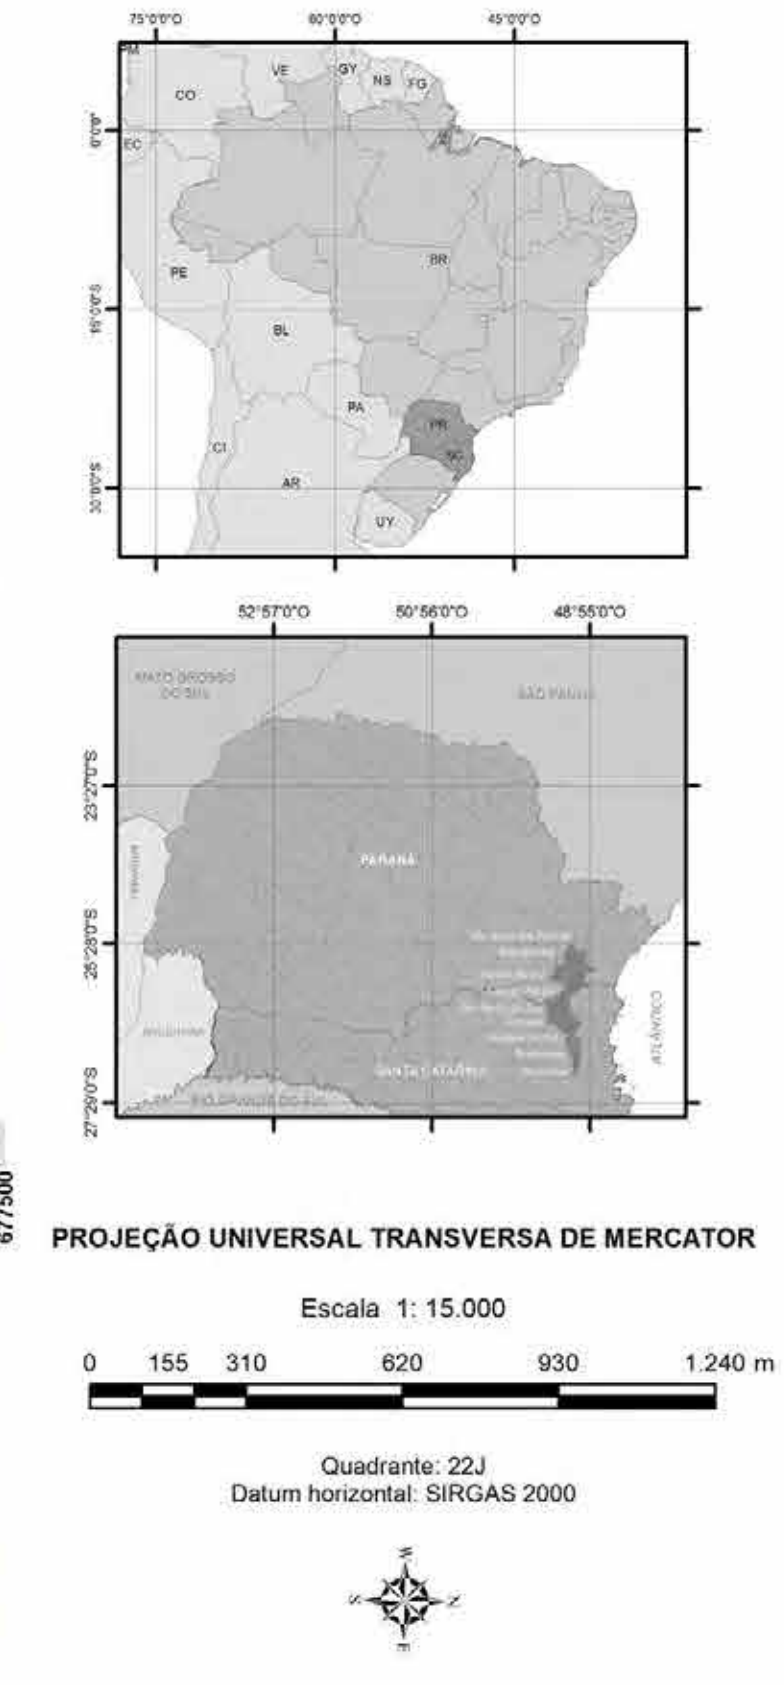 75°0'0"O 60°0'0"O 45°0'0"O
VE GY NS FG
CO
0°0'0"
EC
BR
PE
15°0'0"S
BL
PA
PR
CI
SC
AR
30°0'0"S
UY
52°57'0"O 50°56'0"O 48°55'0"O
MATO GROSSO
DO SUL
SÃO PAULO
23°27'0"S
PARANÁ
25°28'0"S
ATLÂNTICO
SANTA CATARINA
27°29'0"S
RIO GRANDE DO SUL
677500
PROJEÇÃO UNIVERSAL TRANSVERSA DE MERCATOR
Escala 1: 15.000
0 155 310 620 930 1.240 m
Quadrante: 22J
Datum horizontal: SIRGAS 2000
W
S N
E